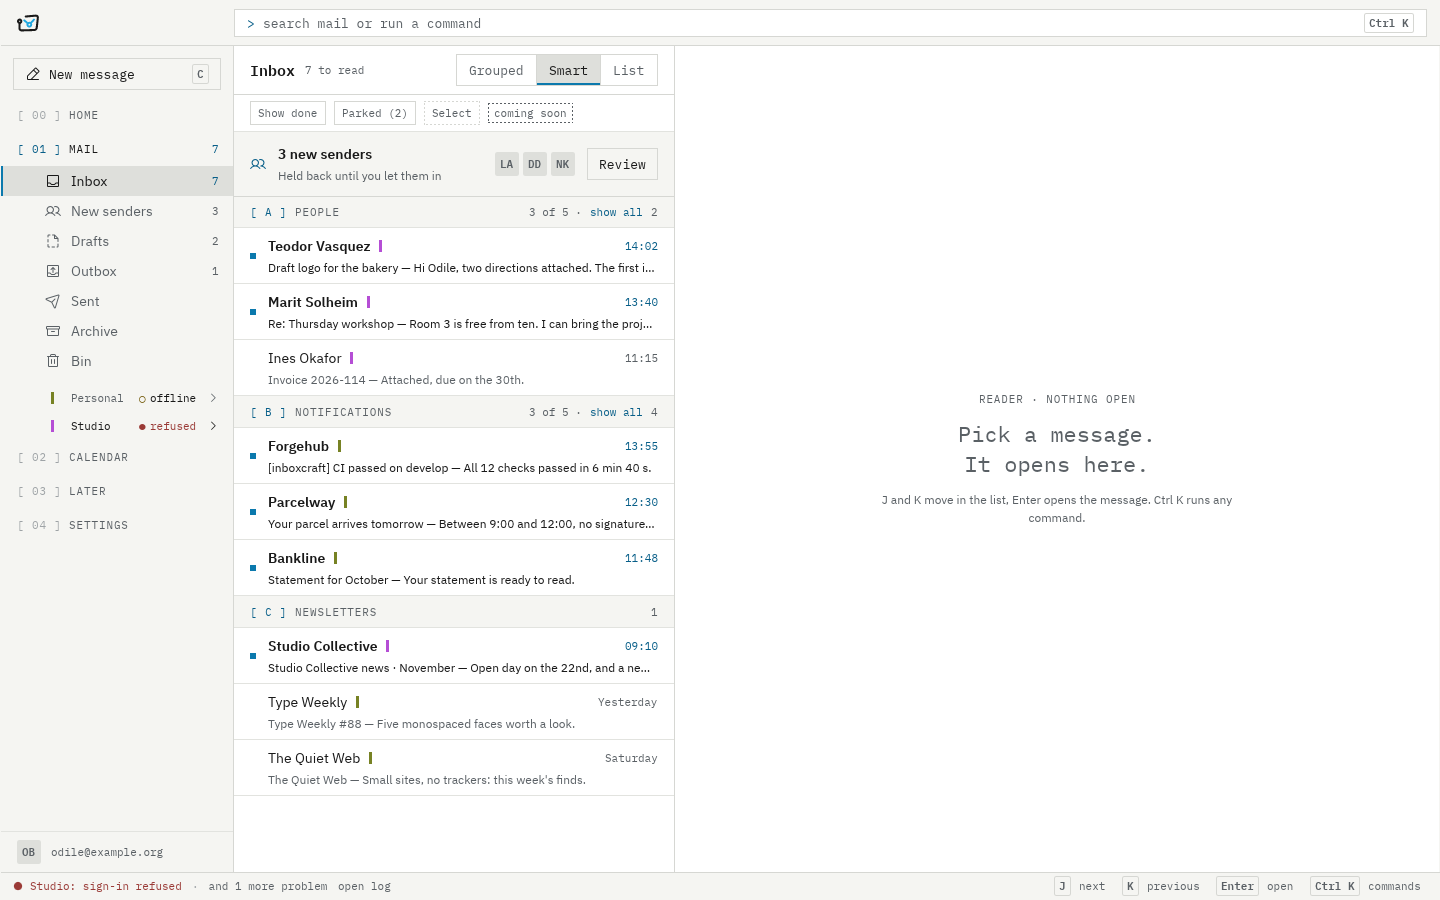 > search mail or run a command Ctrl K
New message C
[ 00 ] HOME
[ 01 ] MAIL 7
Inbox 7
New senders 3
Drafts 2
Outbox 1
Sent
Archive
Bin
Personal offline
Studio refused
[ 02 ] CALENDAR
[ 03 ] LATER
[ 04 ] SETTINGS
OB odile@example.org
Inbox 7 to read Grouped Smart List
Show done Parked (2) Select coming soon
3 new senders
Held back until you let them in
LA DD NK Review
[ A ] PEOPLE 3 of 5 · show all 2
Teodor Vasquez 14:02
Draft logo for the bakery — Hi Odile, two directions attached. The first i…
Marit Solheim 13:40
Re: Thursday workshop — Room 3 is free from ten. I can bring the proj…
Ines Okafor 11:15
Invoice 2026-114 — Attached, due on the 30th.
[ B ] NOTIFICATIONS 3 of 5 · show all 4
Forgehub 13:55
[inboxcraft] CI passed on develop — All 12 checks passed in 6 min 40 s.
Parcelway 12:30
Your parcel arrives tomorrow — Between 9:00 and 12:00, no signature…
Bankline 11:48
Statement for October — Your statement is ready to read.
[ C ] NEWSLETTERS 1
Studio Collective 09:10
Studio Collective news · November — Open day on the 22nd, and a ne…
Type Weekly Yesterday
Type Weekly #88 — Five monospaced faces worth a look.
The Quiet Web Saturday
The Quiet Web — Small sites, no trackers: this week's finds.
READER · NOTHING OPEN
Pick a message.
It opens here.
J and K move in the list, Enter opens the message. Ctrl K runs any
command.
Studio: sign-in refused · and 1 more problem open log
J next K previous Enter open Ctrl K commands